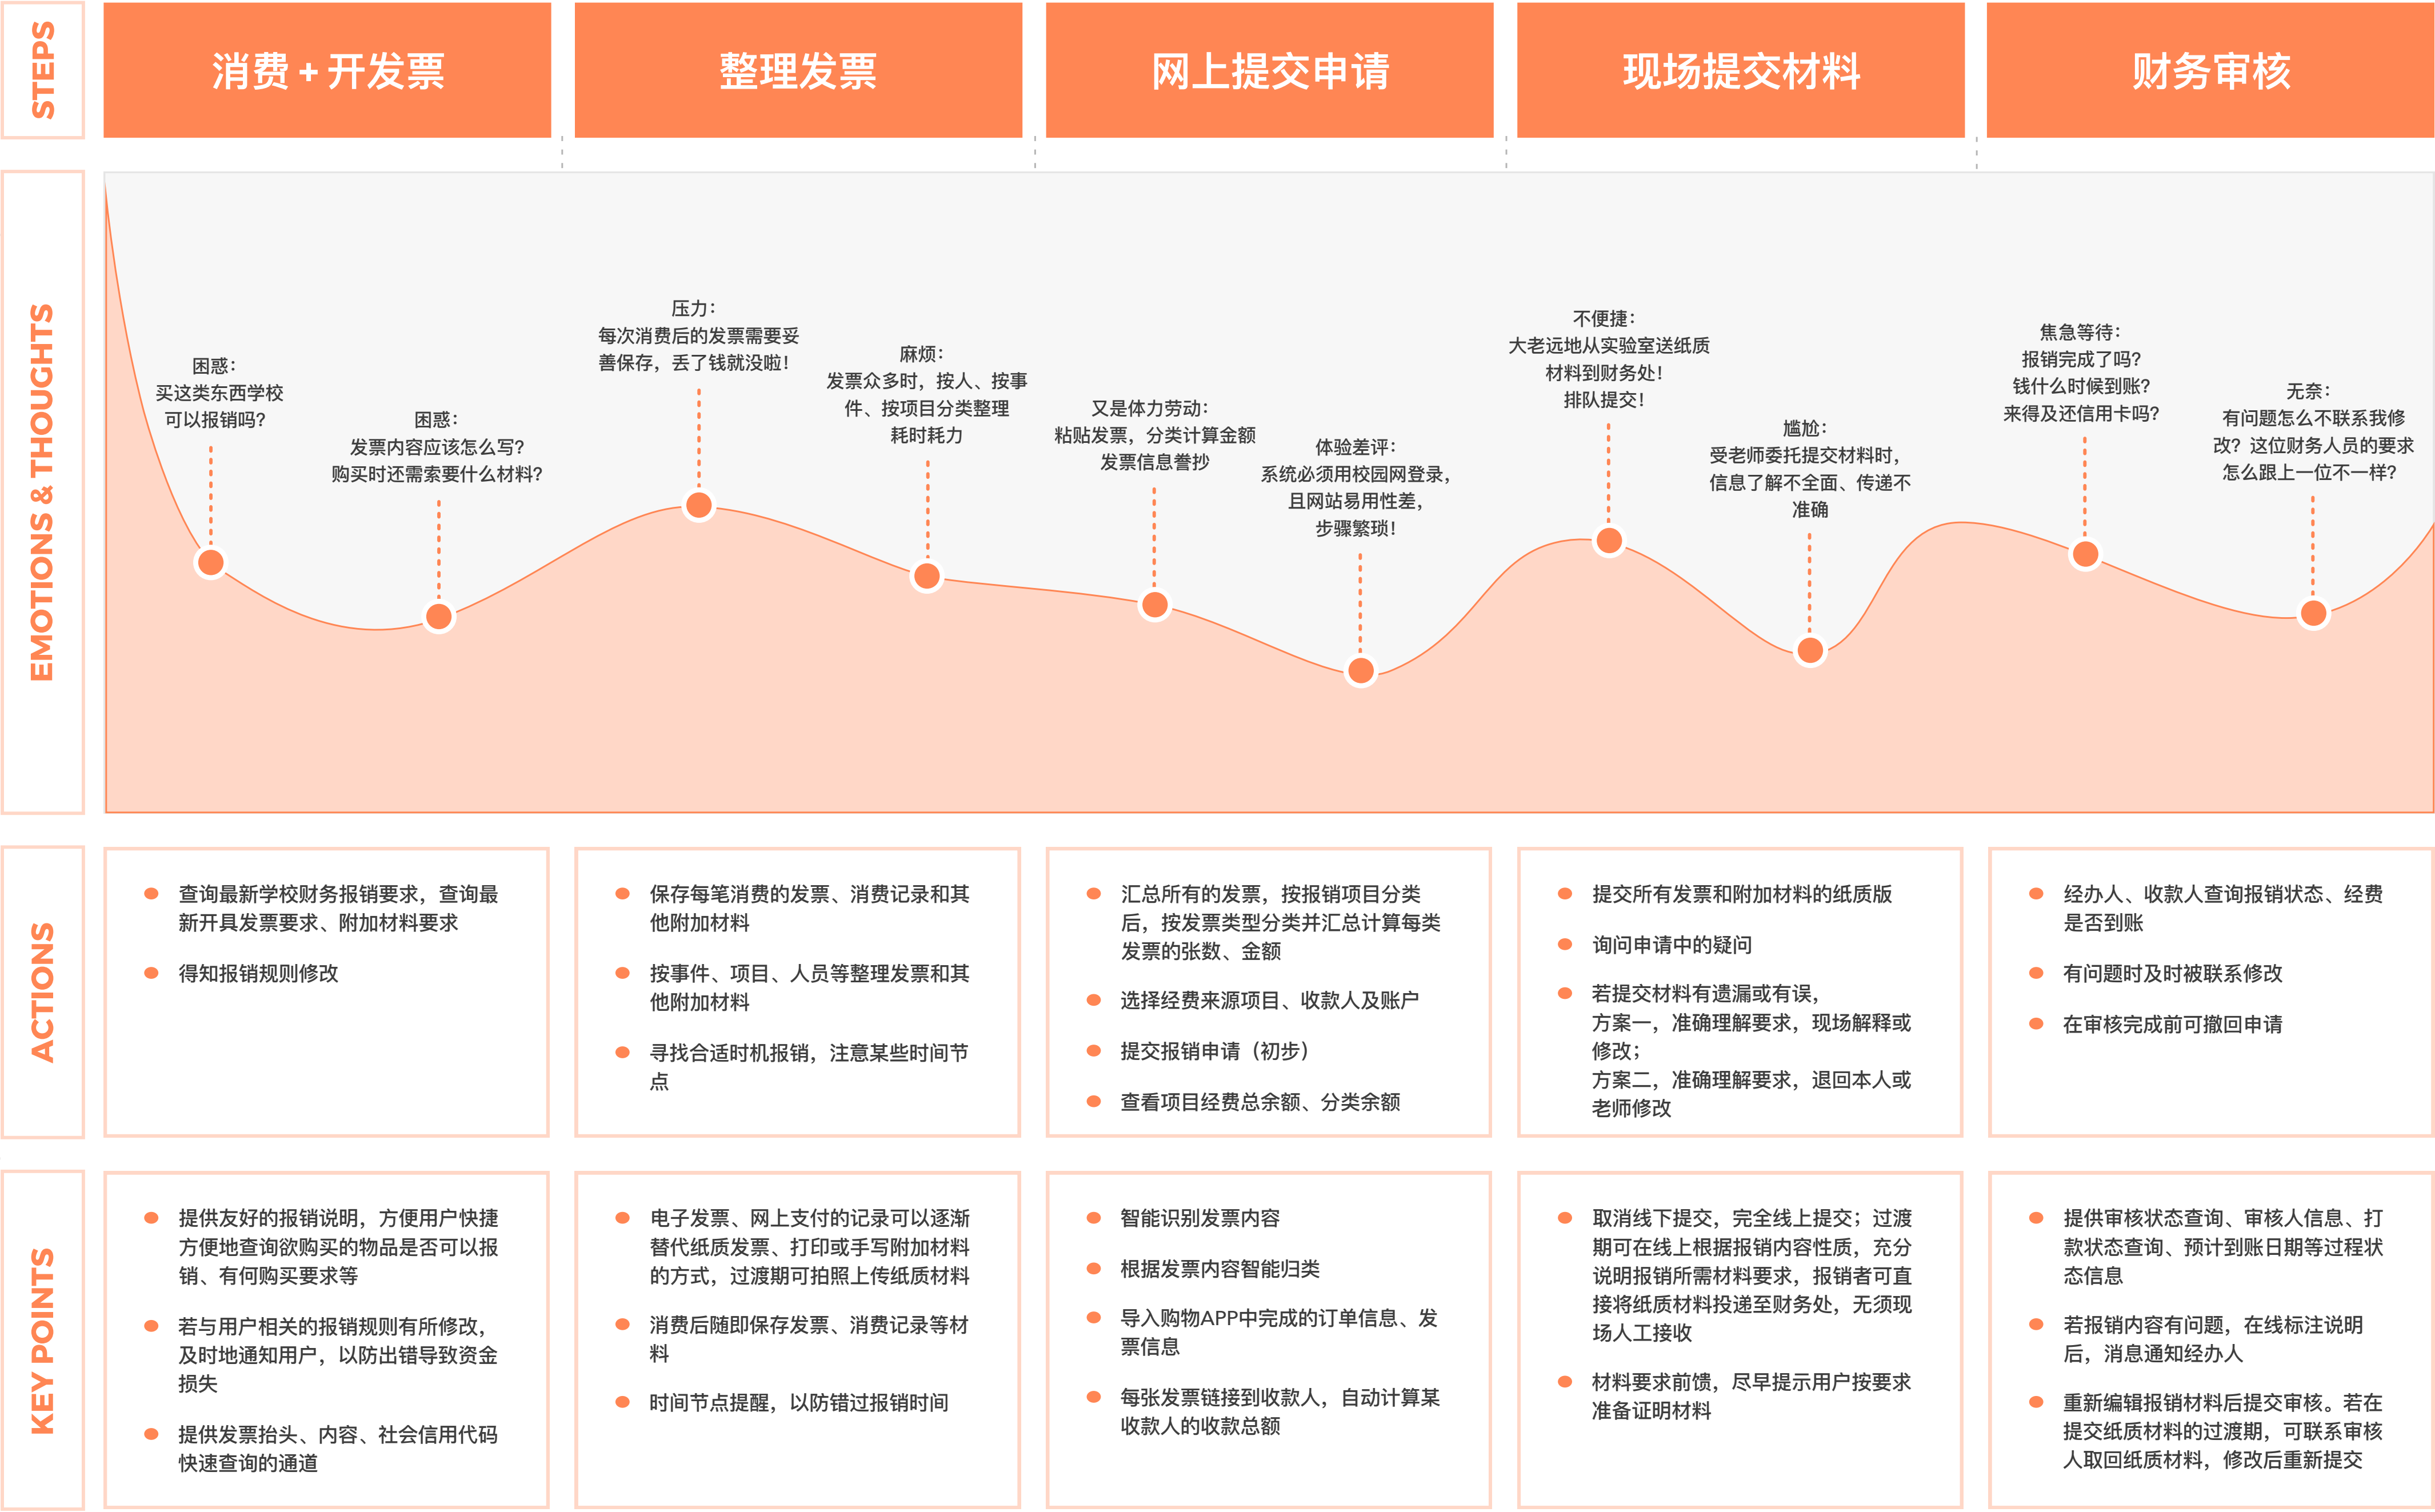 STEPS
消费 + 开发票
整理发票
网上提交申请
现场提交材料
财务审核
EMOTIONS & THOUGHTS
困惑：
买这类东西学校
可以报销吗？
困惑：
发票内容应该怎么写？
购买时还需索要什么材料？
压力：
每次消费后的发票需要妥
善保存，丢了钱就没啦！
麻烦：
发票众多时，按人、按事
件、按项目分类整理
耗时耗力
又是体力劳动：
粘贴发票，分类计算金额
发票信息誊抄
体验差评：
系统必须用校园网登录，
且网站易用性差，
步骤繁琐！
不便捷：
大老远地从实验室送纸质
材料到财务处！
排队提交！
尴尬：
受老师委托提交材料时，
信息了解不全面、传递不
准确
焦急等待：
报销完成了吗？
钱什么时候到账？
来得及还信用卡吗？
无奈：
有问题怎么不联系我修
改？这位财务人员的要求
怎么跟上一位不一样？
ACTIONS
查询最新学校财务报销要求，查询最
新开具发票要求、附加材料要求
得知报销规则修改
保存每笔消费的发票、消费记录和其
他附加材料
按事件、项目、人员等整理发票和其
他附加材料
寻找合适时机报销，注意某些时间节
点
汇总所有的发票，按报销项目分类
后，按发票类型分类并汇总计算每类
发票的张数、金额
选择经费来源项目、收款人及账户
提交报销申请（初步）
查看项目经费总余额、分类余额
提交所有发票和附加材料的纸质版
询问申请中的疑问
若提交材料有遗漏或有误，
方案一，准确理解要求，现场解释或
修改；
方案二，准确理解要求，退回本人或
老师修改
经办人、收款人查询报销状态、经费
是否到账
有问题时及时被联系修改
在审核完成前可撤回申请
KEY POINTS
提供友好的报销说明，方便用户快捷
方便地查询欲购买的物品是否可以报
销、有何购买要求等
若与用户相关的报销规则有所修改，
及时地通知用户，以防出错导致资金
损失
提供发票抬头、内容、社会信用代码
快速查询的通道
电子发票、网上支付的记录可以逐渐
替代纸质发票、打印或手写附加材料
的方式，过渡期可拍照上传纸质材料
消费后随即保存发票、消费记录等材
料
时间节点提醒，以防错过报销时间
智能识别发票内容
根据发票内容智能归类
导入购物APP中完成的订单信息、发
票信息
每张发票链接到收款人，自动计算某
收款人的收款总额
取消线下提交，完全线上提交；过渡
期可在线上根据报销内容性质，充分
说明报销所需材料要求，报销者可直
接将纸质材料投递至财务处，无须现
场人工接收
材料要求前馈，尽早提示用户按要求
准备证明材料
提供审核状态查询、审核人信息、打
款状态查询、预计到账日期等过程状
态信息
若报销内容有问题，在线标注说明
后，消息通知经办人
重新编辑报销材料后提交审核。若在
提交纸质材料的过渡期，可联系审核
人取回纸质材料，修改后重新提交